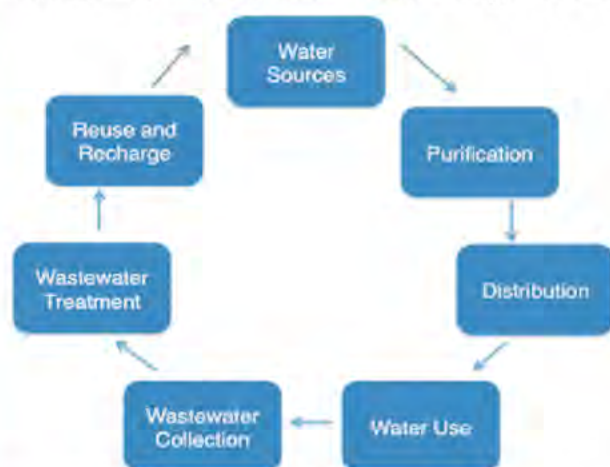 Water
Sources
Purification
Distribution
Water Use
Wastewater
Collection
Wastewater
Treatment
Reuse and
Recharge